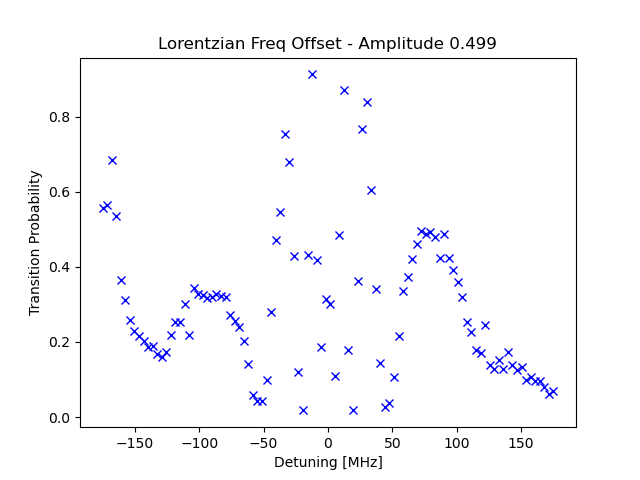 Lorentzian Freq Offset - Amplitude 0.499
Transition Probability
0.8
0.6
0.4
0.2
0.0
−150 −100 −50 0 50 100 150
Detuning [MHz]